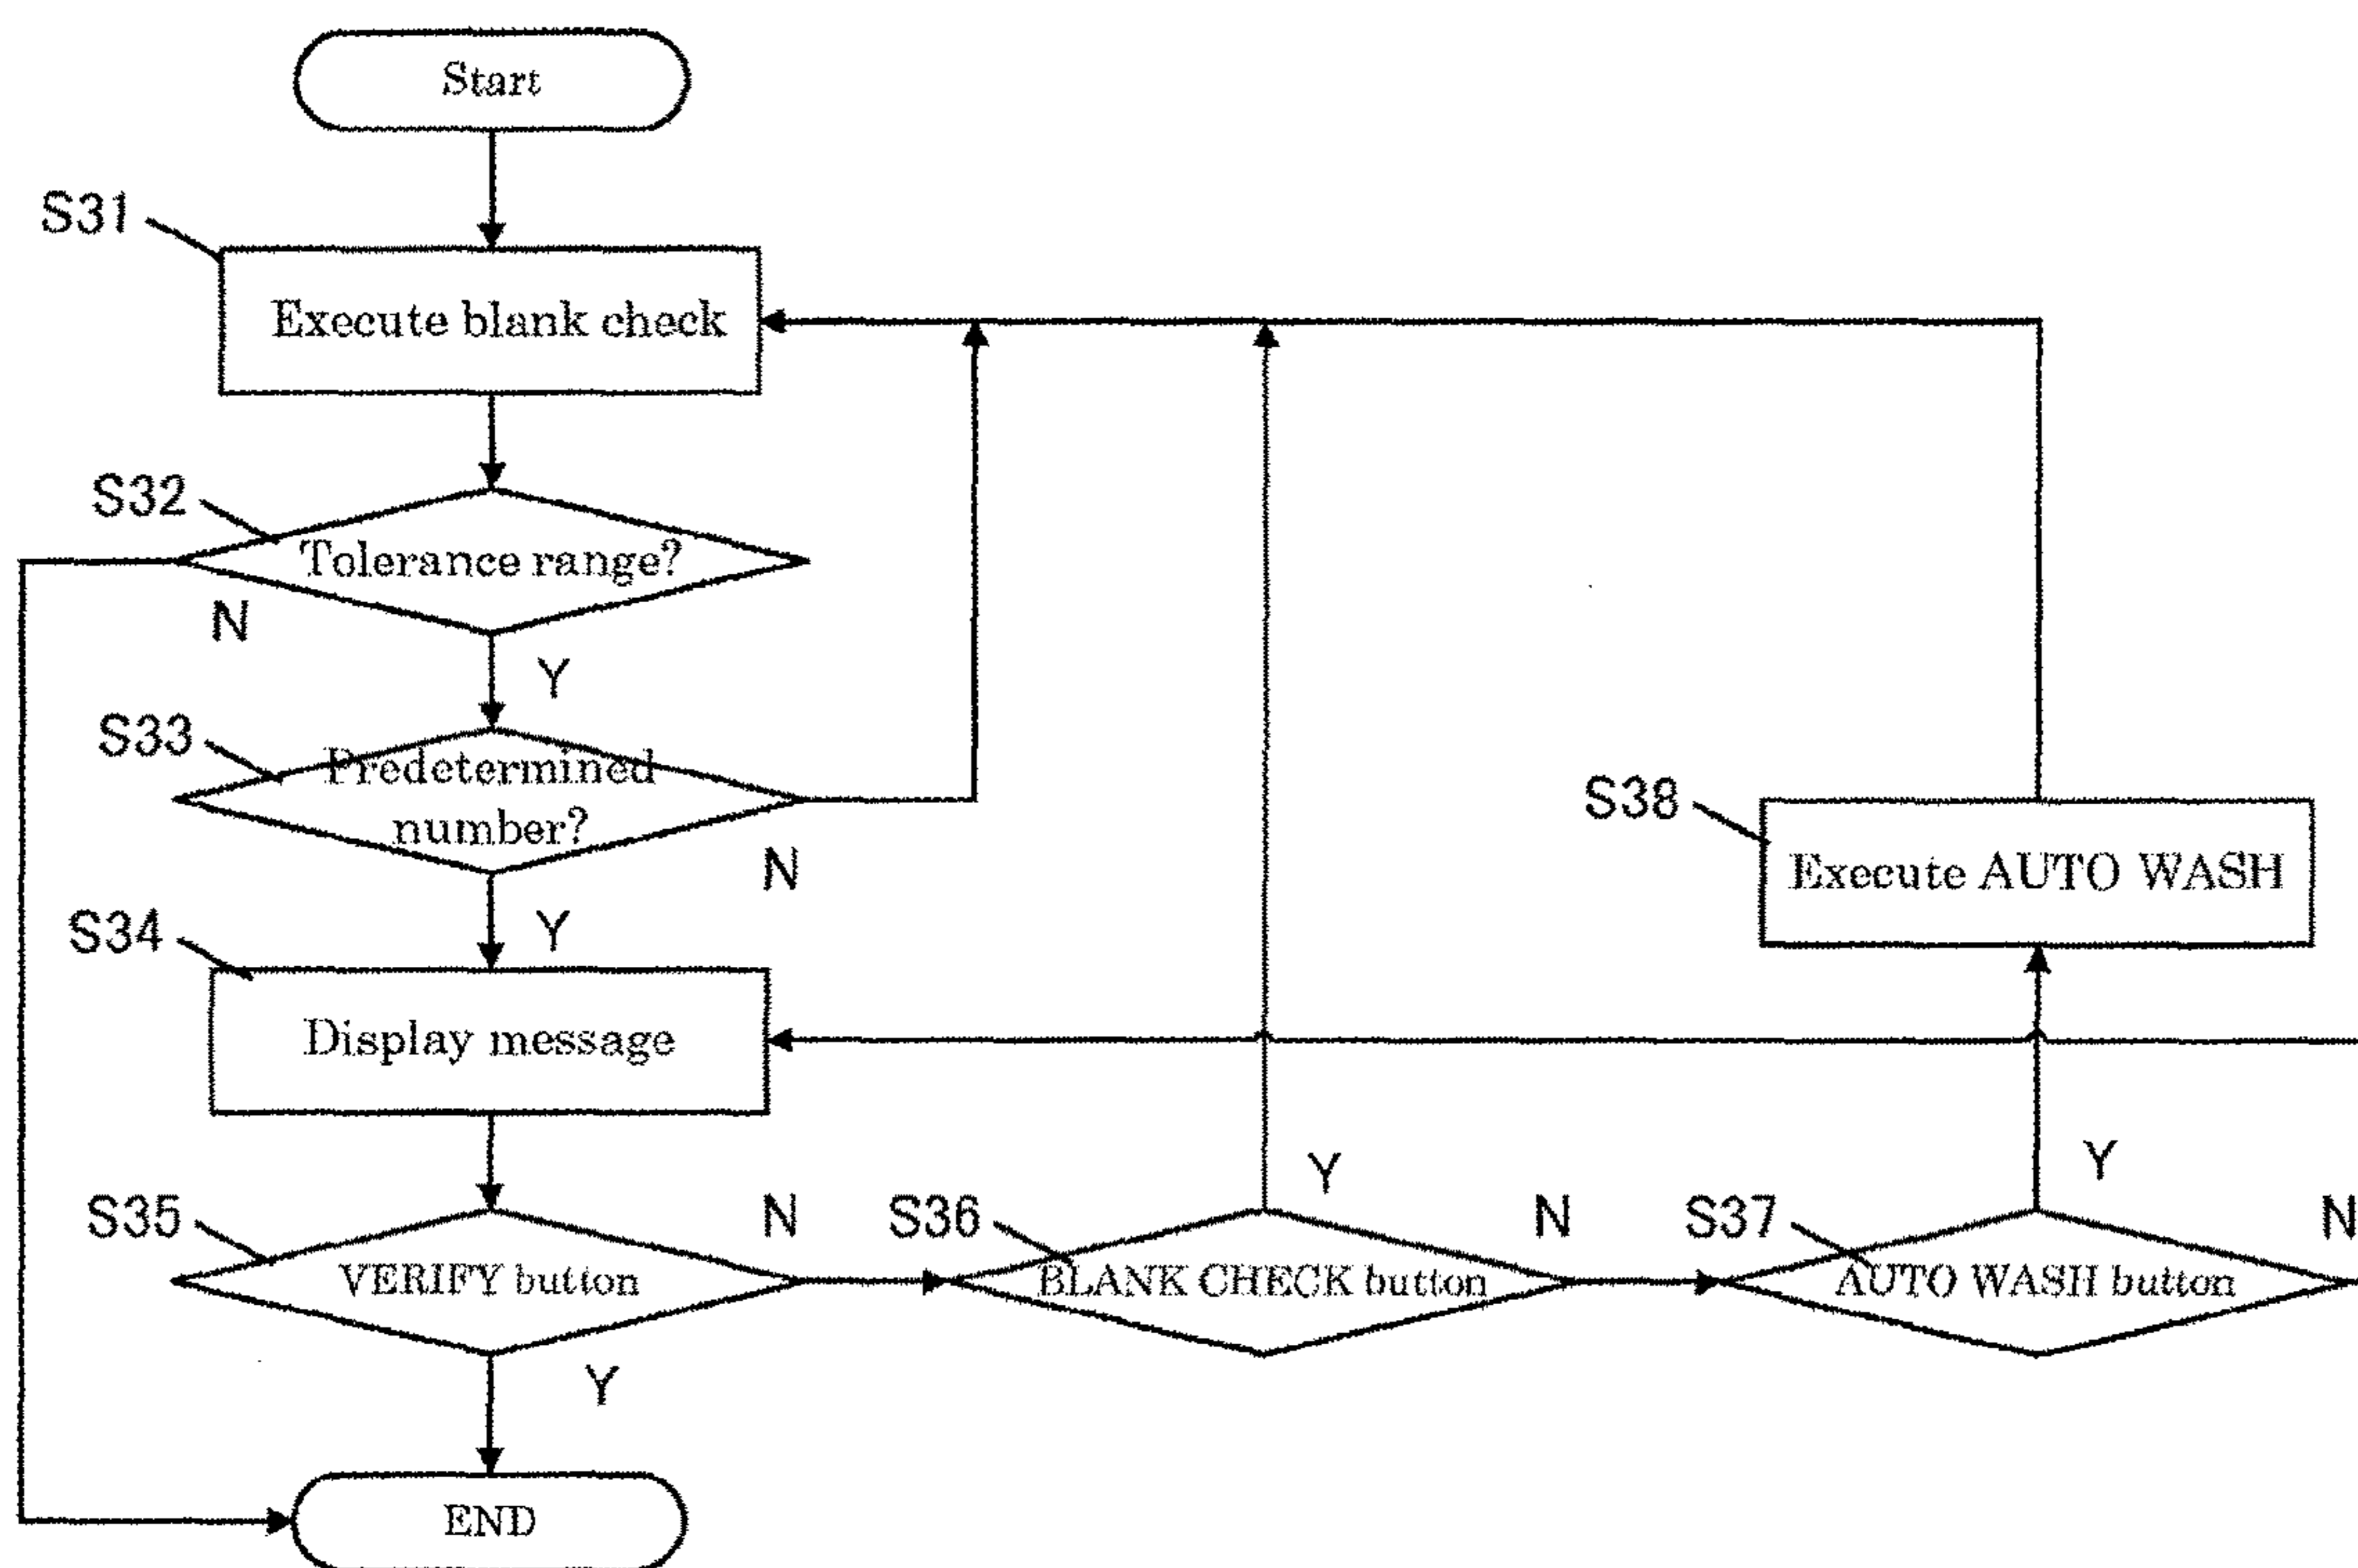 Start
S31
Execute blank check
S32
Tolerance range?
N
Y
S33
Predetermined
number?
N
Y
S34
Display message
S38
Execute AUTO WASH
S35
VERIFY button
N
Y
S36
BLANK CHECK button
Y
N
S37
AUTO WASH button
Y
N
END